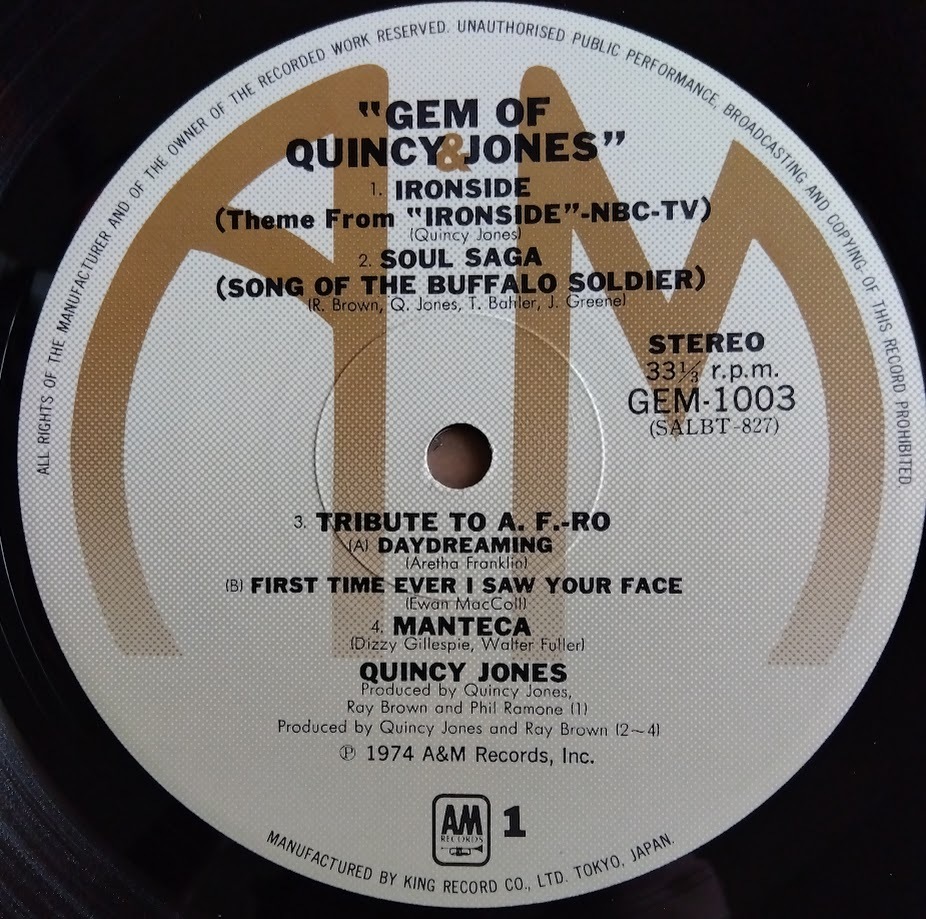 ALL RIGHTS OF THE MANUFACTURER AND OF THE OWNER OF THE RECORDED WORK RESERVED. UNAUTHORISED PUBLIC PERFORMANCE, BROADCASTING AND COPYING OF THIS RECORD PROHIBITED
"GEM OF
QUINCY JONES"
&
1. IRONSIDE
(Theme From "IRONSIDE"-NBC-TV)
(Quincy Jones)
2. SOUL SAGA
(SONG OF THE BUFFALO SOLDIER)
(R. Brown, Q. Jones, T. Bahler, J. Greene)
STEREO
33⅓ r.p.m.
GEM-1003
(SALBT-827)
3. TRIBUTE TO A. F.-RO
(A) DAYDREAMING
(Aretha Franklin)
(B) FIRST TIME EVER I SAW YOUR FACE
(Ewan MacColl)
4. MANTECA
(Dizzy Gillespie, Walter Fuller)
QUINCY JONES
Produced by Quincy Jones,
Ray Brown and Phil Ramone (1)
Produced by Quincy Jones and Ray Brown (2~4)
℗ 1974 A&M Records, Inc.
AM 1
RECORDS
MANUFACTURED BY KING RECORD CO., LTD. TOKYO, JAPAN.